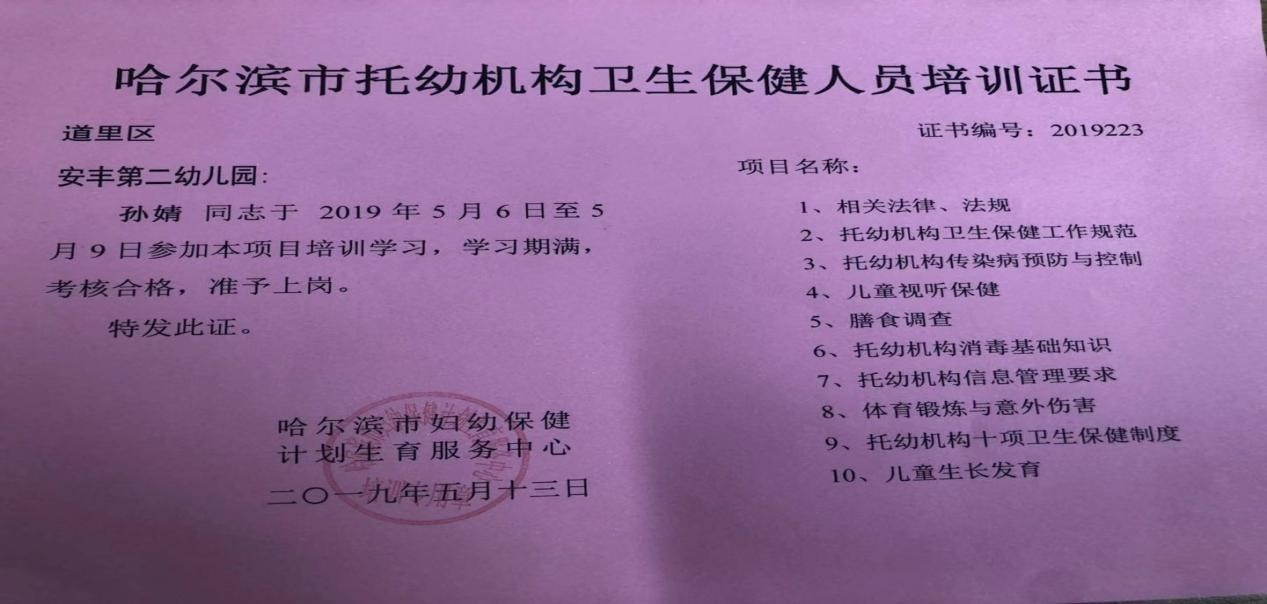 哈尔滨市托幼机构卫生保健人员培训证书
道里区
安丰第二幼儿园：
孙婧 同志于 2019 年 5 月 6 日至 5
月 9 日参加本项目培训学习，学习期满，
考核合格，准予上岗。
特发此证。
哈尔滨市妇幼保健
计划生育服务中心
二〇一九年五月十三日
证书编号：2019223
项目名称：
1、相关法律、法规
2、托幼机构卫生保健工作规范
3、托幼机构传染病预防与控制
4、儿童视听保健
5、膳食调查
6、托幼机构消毒基础知识
7、托幼机构信息管理要求
8、体育锻炼与意外伤害
9、托幼机构十项卫生保健制度
10、儿童生长发育